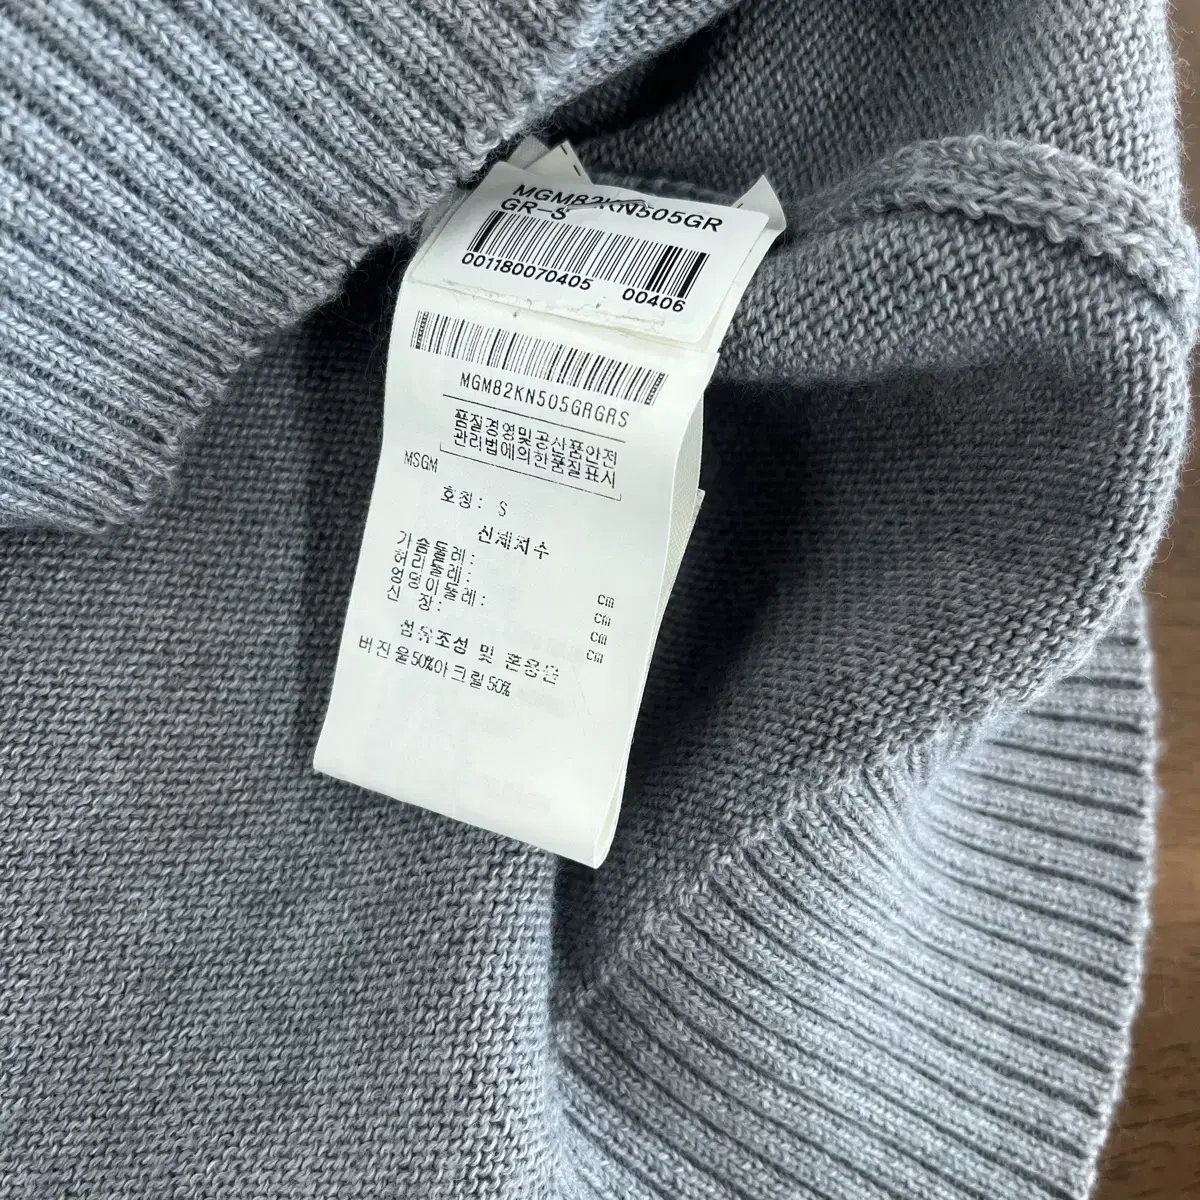 MGM82KN505GR
GR-S
001180070405 00406
MGM82KN505GRGRS
품질경영및공산품안전
관리법에의한품질표시
MSGM
호칭: S
신체치수
가슴둘레: cm
허리둘레: cm
엉덩이둘레: cm
신 장: cm
섬유조성 및 혼용율
버진울50%아크릴50%